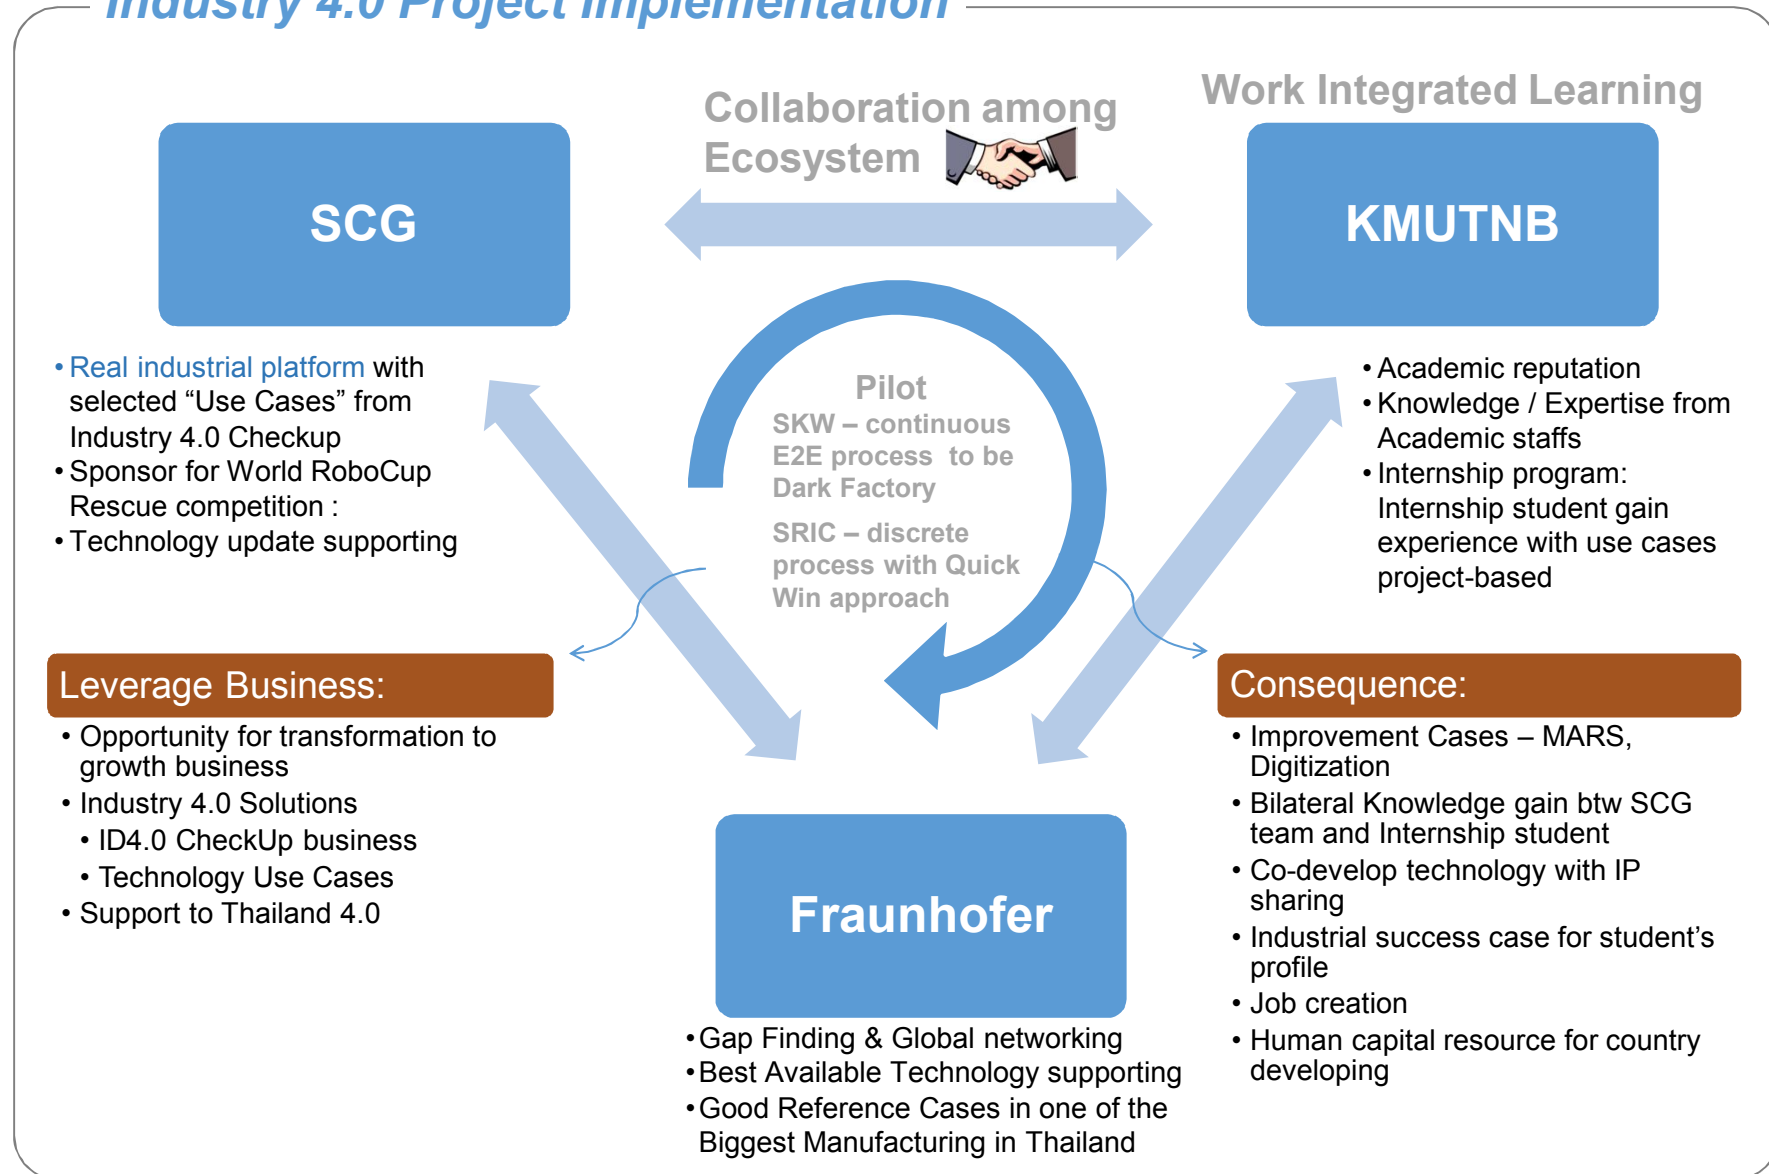 Industry 4.0 Project Implementation
Collaboration among
Ecosystem
Work Integrated Learning
SCG
KMUTNB
• Real industrial platform with
selected “Use Cases” from
Industry 4.0 Checkup
• Sponsor for World RoboCup
Rescue competition :
• Technology update supporting
Pilot
SKW – continuous
E2E process to be
Dark Factory
SRIC – discrete
process with Quick
Win approach
• Academic reputation
• Knowledge / Expertise from
Academic staffs
• Internship program:
Internship student gain
experience with use cases
project-based
Leverage Business:
• Opportunity for transformation to
growth business
• Industry 4.0 Solutions
• ID4.0 CheckUp business
• Technology Use Cases
• Support to Thailand 4.0
Fraunhofer
• Gap Finding & Global networking
• Best Available Technology supporting
• Good Reference Cases in one of the
Biggest Manufacturing in Thailand
Consequence:
• Improvement Cases – MARS,
Digitization
• Bilateral Knowledge gain btw SCG
team and Internship student
• Co-develop technology with IP
sharing
• Industrial success case for student’s
profile
• Job creation
• Human capital resource for country
developing